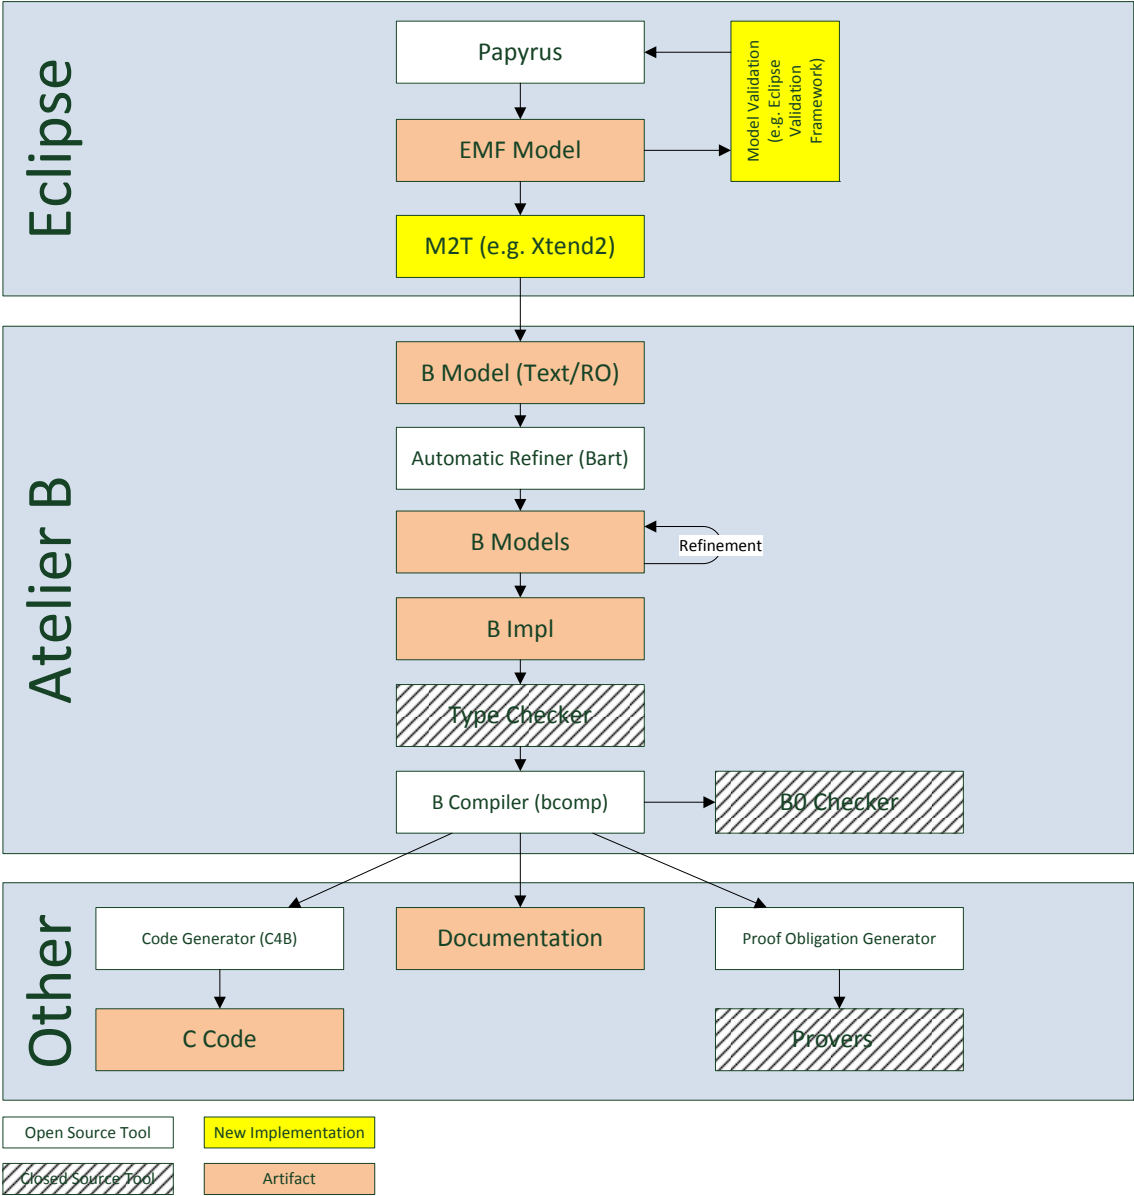 Eclipse
Papyrus
Model Validation
(e.g. Eclipse
Validation
Framework)
EMF Model
M2T (e.g. Xtend2)
Atelier B
B Model (Text/RO)
Automatic Refiner (Bart)
B Models
Refinement
B Impl
Type Checker
B Compiler (bcomp)
B0 Checker
Other
Code Generator (C4B)
Documentation
Proof Obligation Generator
C Code
Provers
Open Source Tool
New Implementation
Closed Source Tool
Artifact